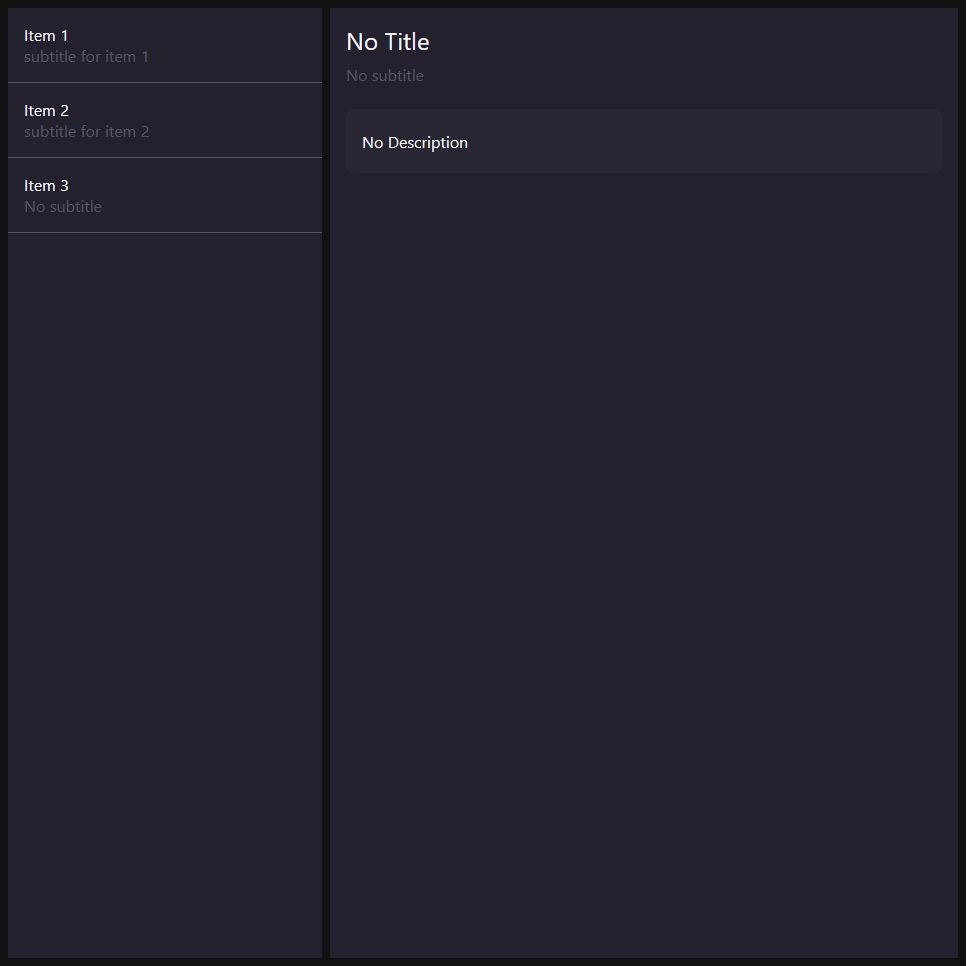 Item 1
subtitle for item 1
Item 2
subtitle for item 2
Item 3
No subtitle
No Title
No subtitle
No Description